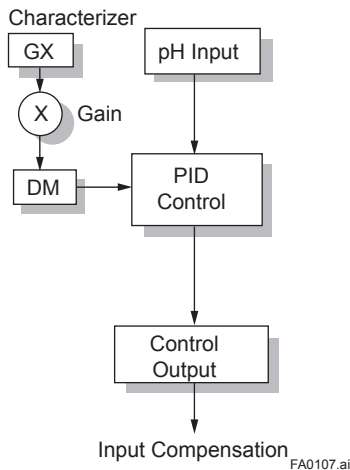 Characterizer
GX
pH Input
X
Gain
DM
PID
Control
Control
Output
Input Compensation
FA0107.ai